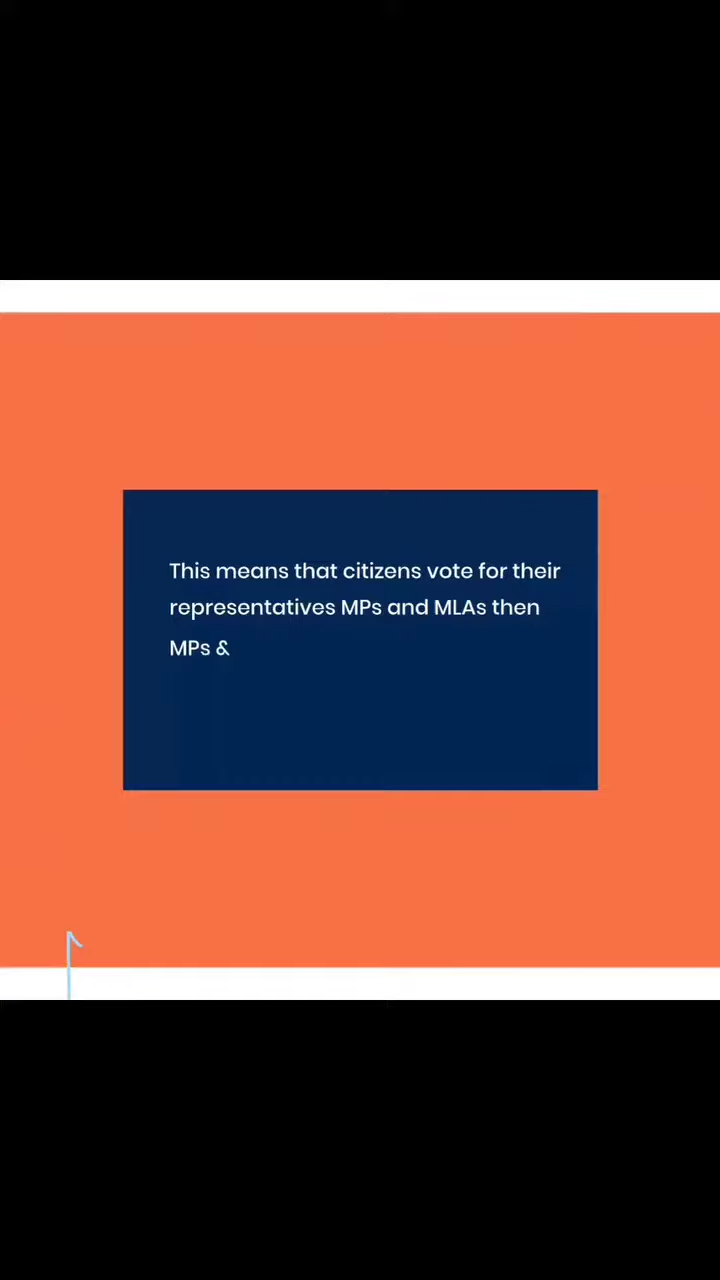 This means that citizens vote for their
representatives MPs and MLAs then
MPs &